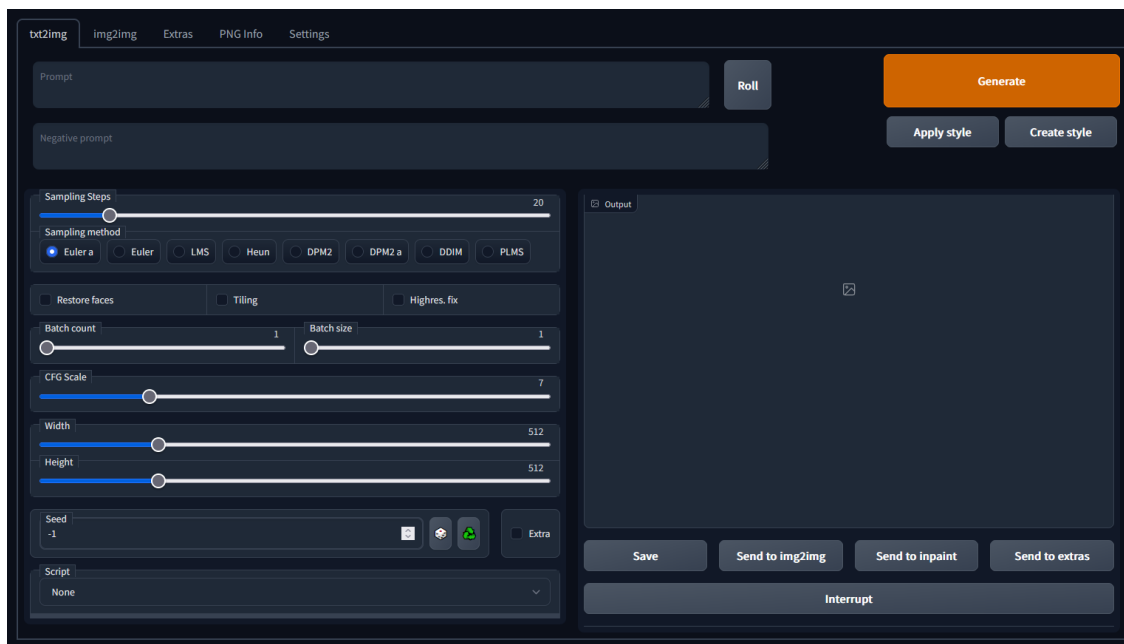 txt2img img2img Extras PNG Info Settings
Prompt
Roll
Generate
Negative prompt
Apply style Create style
Sampling Steps 20
Sampling method
Euler a Euler LMS Heun DPM2 DPM2 a DDIM PLMS
Restore faces Tiling Highres. fix
Batch count 1 Batch size 1
CFG Scale 7
Width 512
Height 512
Seed
-1
Extra
Script
None
Output
Save Send to img2img Send to inpaint Send to extras
Interrupt